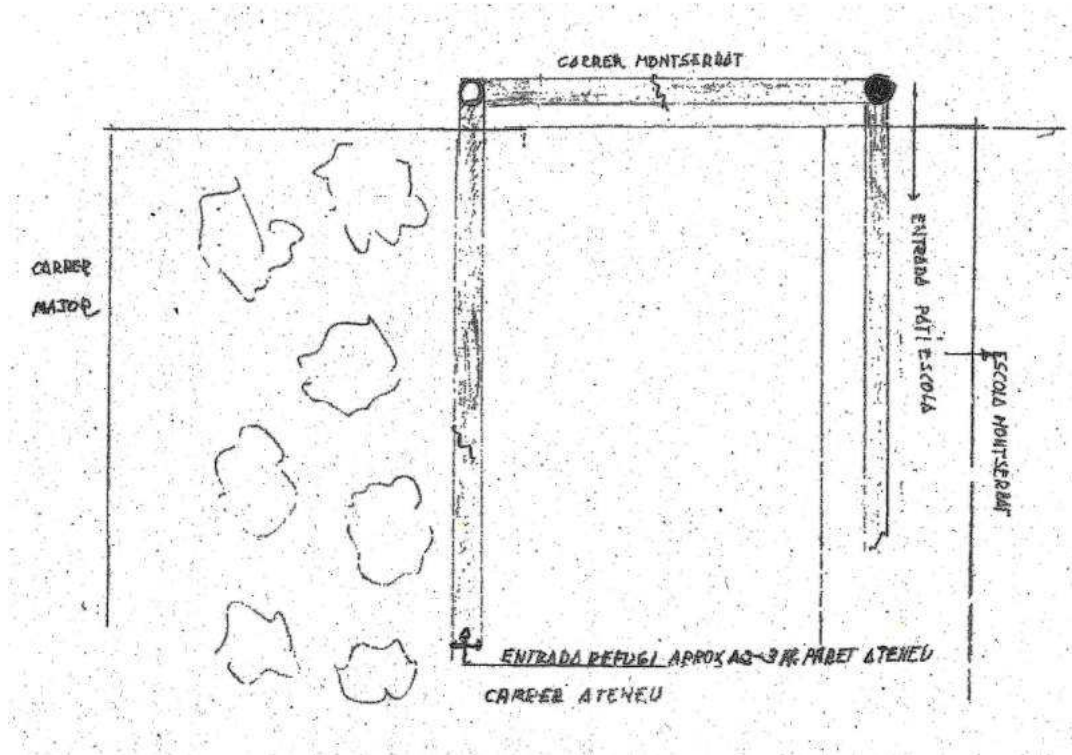 CARRER MONTSERRAT
CARRER
MAJOR
ENTRADA PATI ESCOLA
ESCOLA MONTSERRAT
ENTRADA REFUGI APROX A 2-3 M. PARET ATENEU
CARRER ATENEU